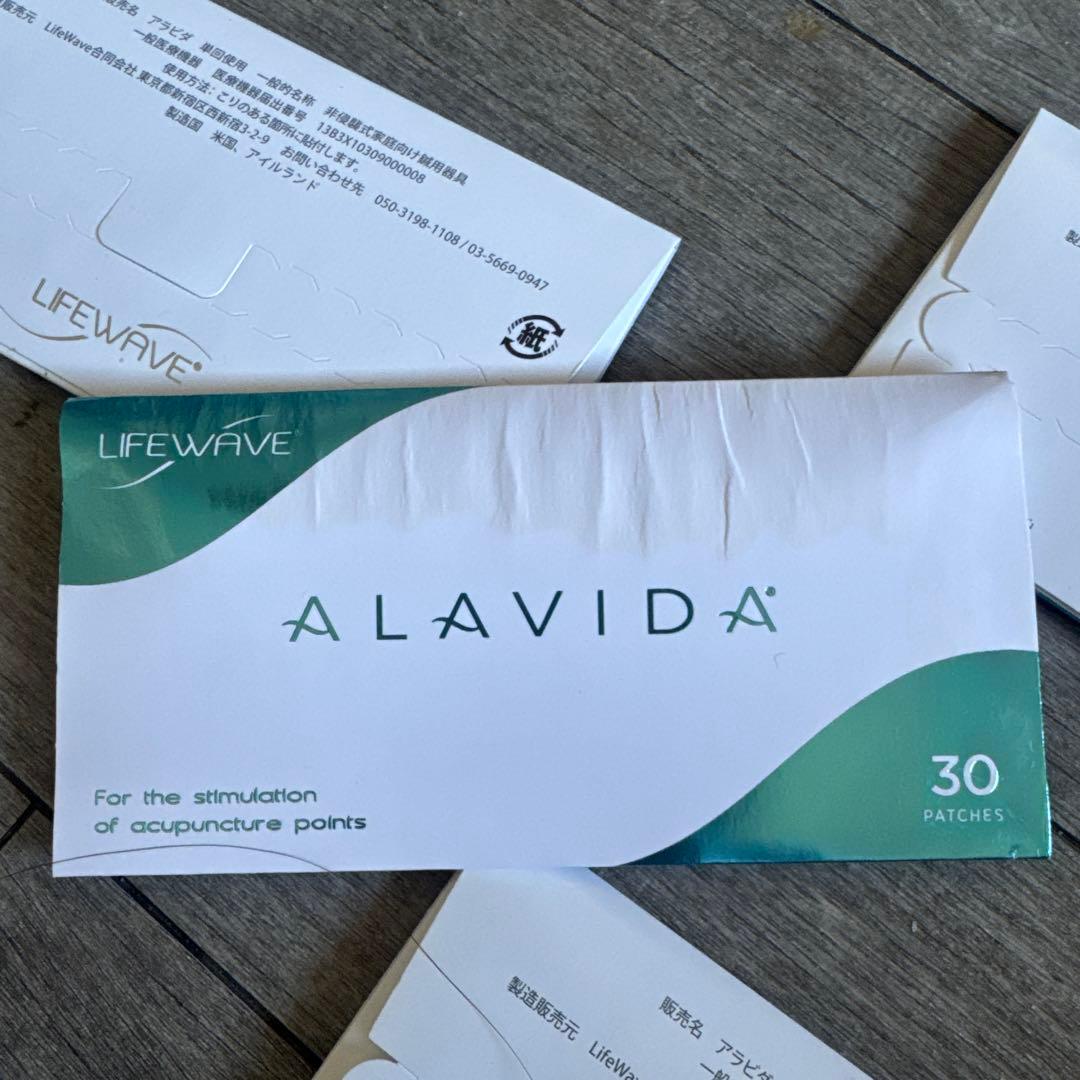 販売名 アラビダ 単回使用 一般的名称 非侵襲式家庭向け鍼用器具
一般医療機器 医療機器届出番号 13B3X10309000008
使用方法:こりのある箇所に貼付します。
販売元 LifeWave合同会社 東京都新宿区西新宿3-2-9 お問い合わせ先 050-3198-1108 / 03-5669-0947
製造国 米国、アイルランド
LIFEWAVE®
紙
製
LIFEWAVE®
ALAVIDA®
For the stimulation
of acupuncture points
30
PATCHES
販売名 アラビダ
一般
製造販売元 LifeWa